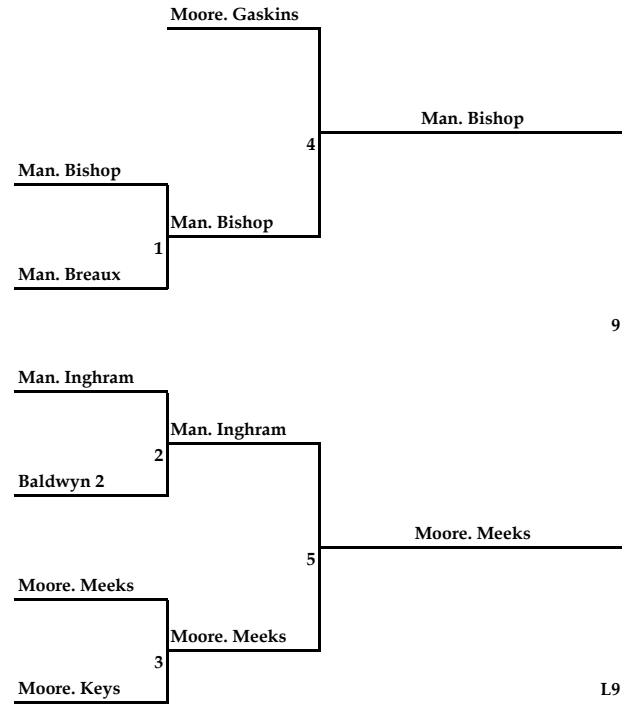 Moore. Gaskins
Man. Bishop
4
Man. Bishop
Man. Bishop
1
Man. Breaux
9
Man. Inghram
Man. Inghram
2
Baldwyn 2
Moore. Meeks
5
Moore. Meeks
Moore. Meeks
3
Moore. Keys
L9